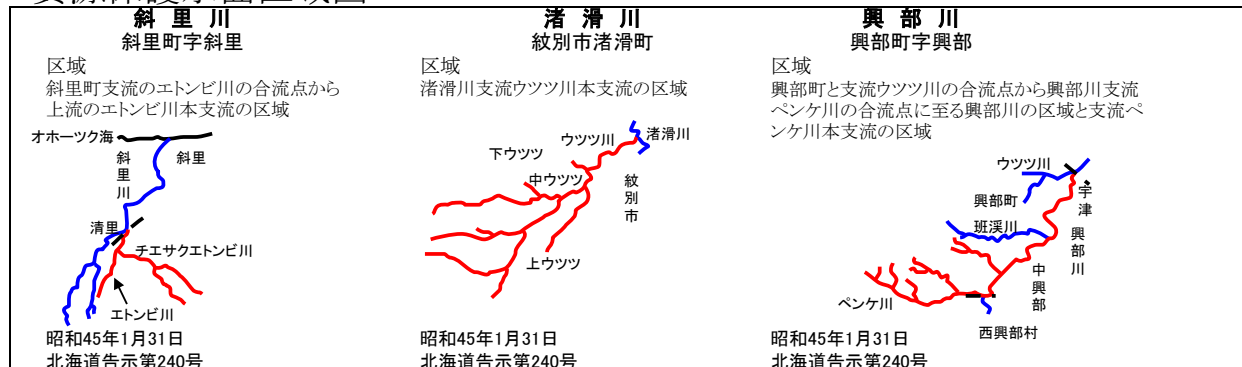 資源保護水面区域図
斜里川
斜里町字斜里
区域
斜里町支流のエトンビ川の合流点から
上流のエトンビ川本支流の区域
オホーツク海
斜里川
斜里
清里
チエサクエトンビ川
エトンビ川
昭和45年1月31日
北海道告示第240号
渚滑川
紋別市渚滑町
区域
渚滑川支流ウツツ川本支流の区域
ウツツ川
渚滑川
下ウツツ
中ウツツ
紋別市
上ウツツ
昭和45年1月31日
北海道告示第240号
興部川
興部町字興部
区域
興部町と支流ウツツ川の合流点から興部川支流
ペンケ川の合流点に至る興部川の区域と支流ペ
ンケ川本支流の区域
ウツツ川
宇津
興部町
班渓川
興部川
中興部
ペンケ川
西興部村
昭和45年1月31日
北海道告示第240号